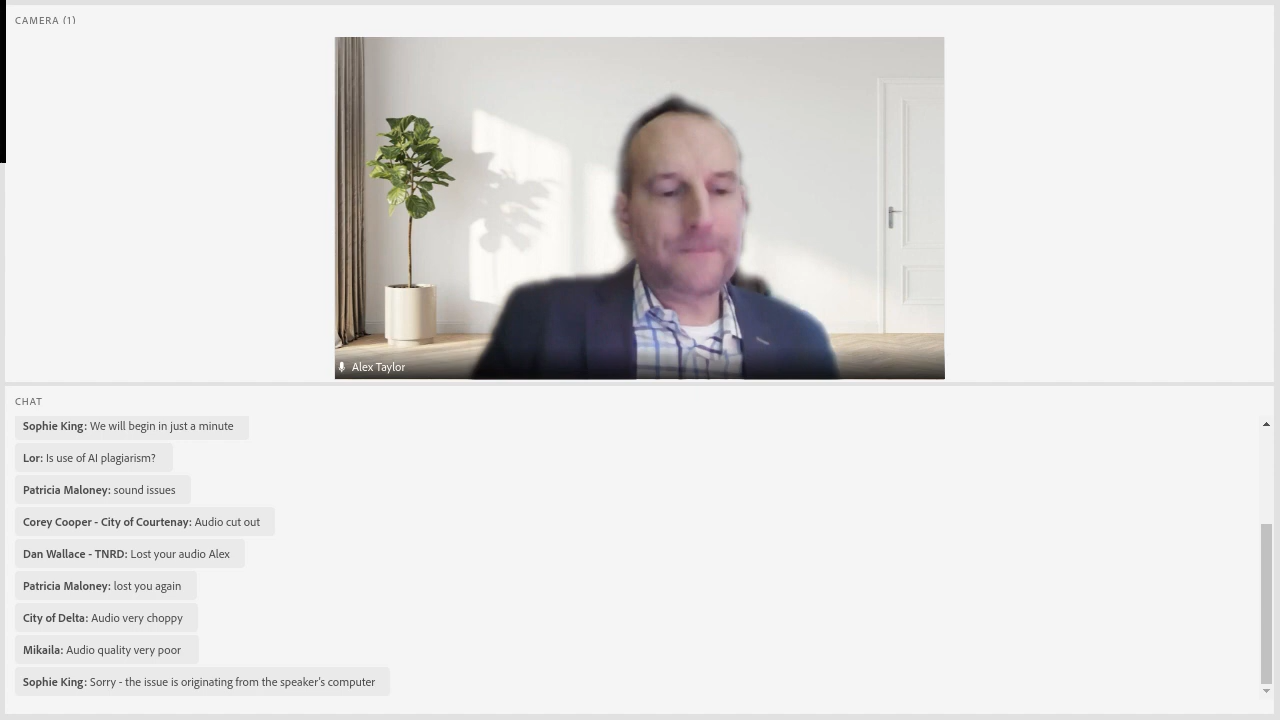 CAMERA (1)
Alex Taylor
CHAT
Sophie King: We will begin in just a minute
Lor: Is use of AI plagiarism?
Patricia Maloney: sound issues
Corey Cooper - City of Courtenay: Audio cut out
Dan Wallace - TNRD: Lost your audio Alex
Patricia Maloney: lost you again
City of Delta: Audio very choppy
Mikaila: Audio quality very poor
Sophie King: Sorry - the issue is originating from the speaker's computer